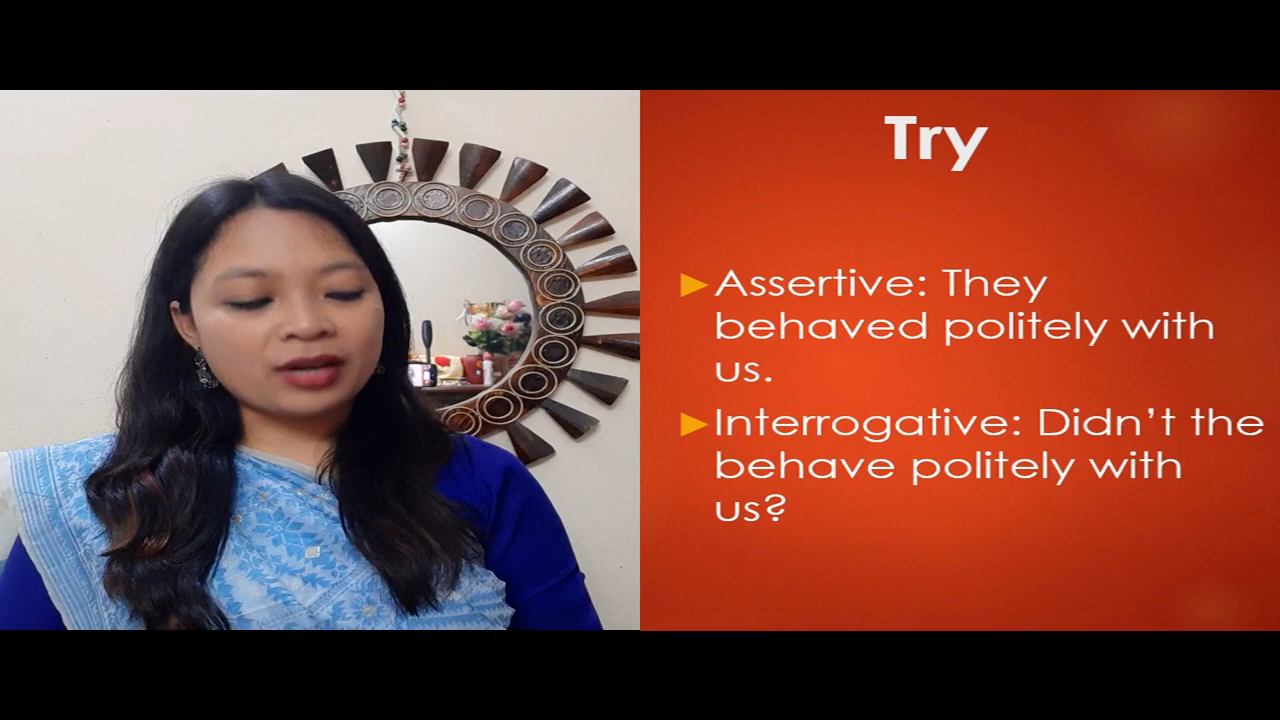 Try
Assertive: They
behaved politely with
us.
Interrogative: Didn’t the
behave politely with
us?